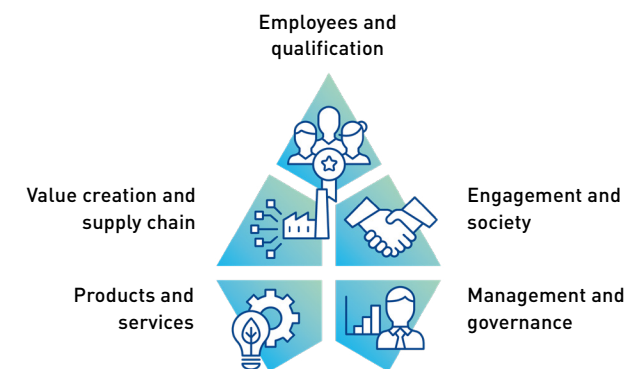 Employees and
qualification
Value creation and
supply chain
Engagement and
society
Products and
services
Management and
governance